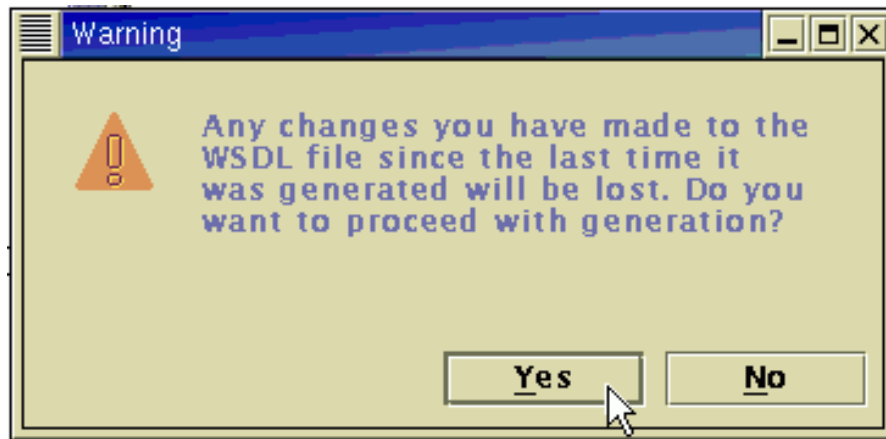 Warning
Any changes you have made to the
WSDL file since the last time it
was generated will be lost. Do you
want to proceed with generation?
Yes
No